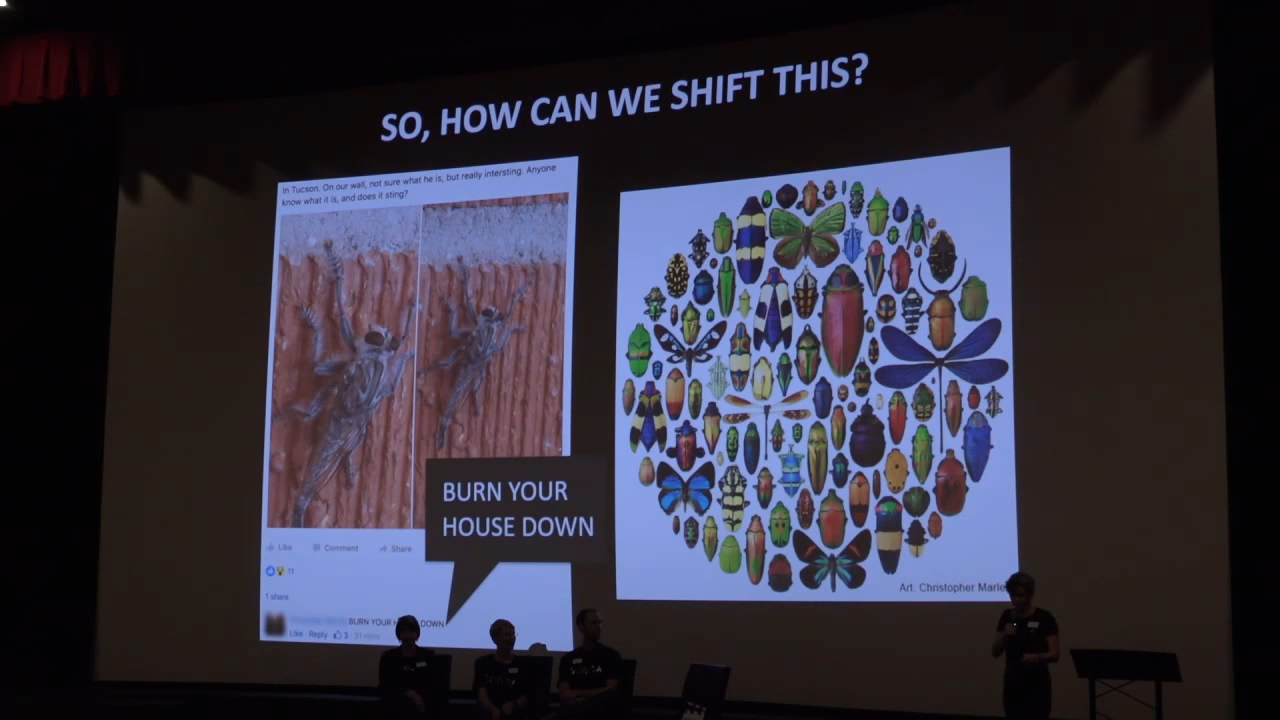 SO, HOW CAN WE SHIFT THIS?
In Tucson. On our wall, not sure what he is, but really intersting. Anyone
know what it is, and does it sting?
BURN YOUR
HOUSE DOWN
Like Comment Share
11
1 share
BURN YOUR DOWN
Like · Reply 3 · 31 mins
Art: Christopher Marle